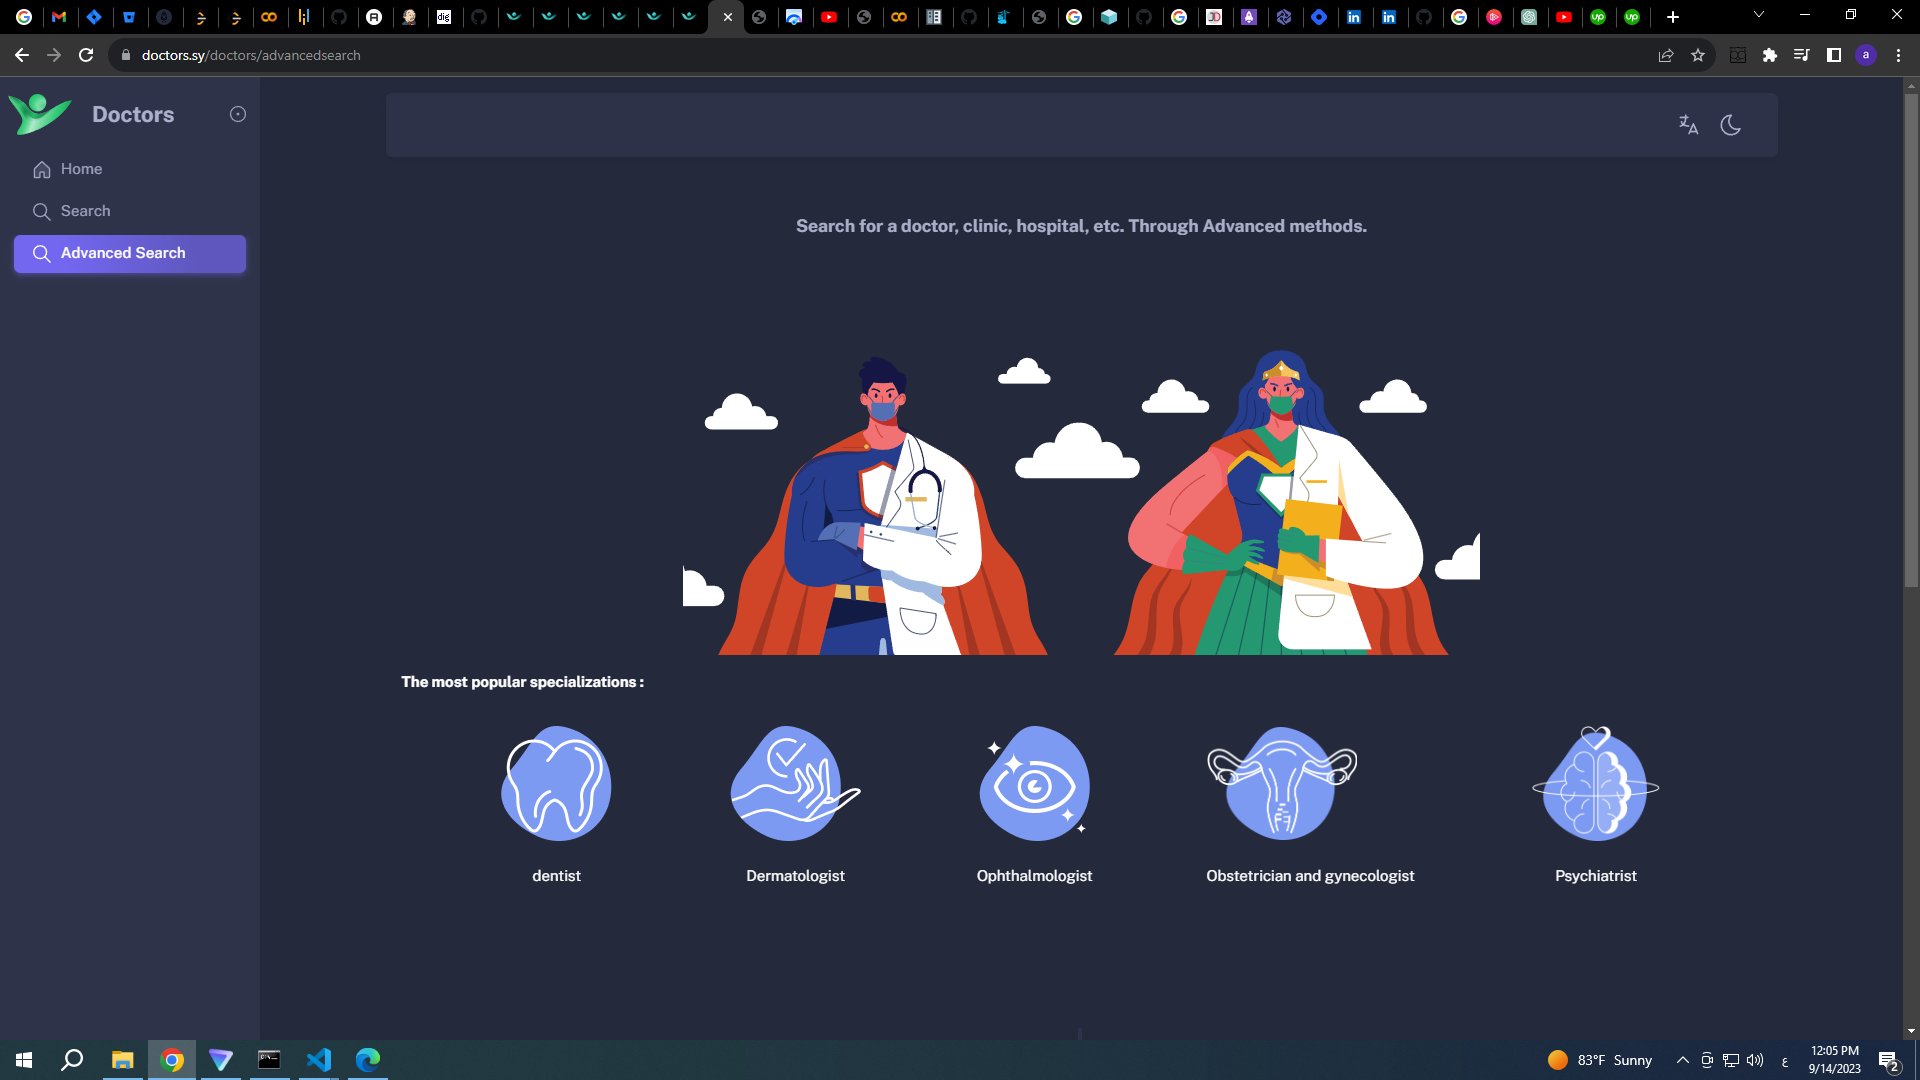 doctors.sy/doctors/advancedsearch
a
Doctors
Home
Search
Advanced Search
Search for a doctor, clinic, hospital, etc. Through Advanced methods.
The most popular specializations :
dentist
Dermatologist
Ophthalmologist
Obstetrician and gynecologist
Psychiatrist
83°F Sunny
ع
12:05 PM
9/14/2023
2